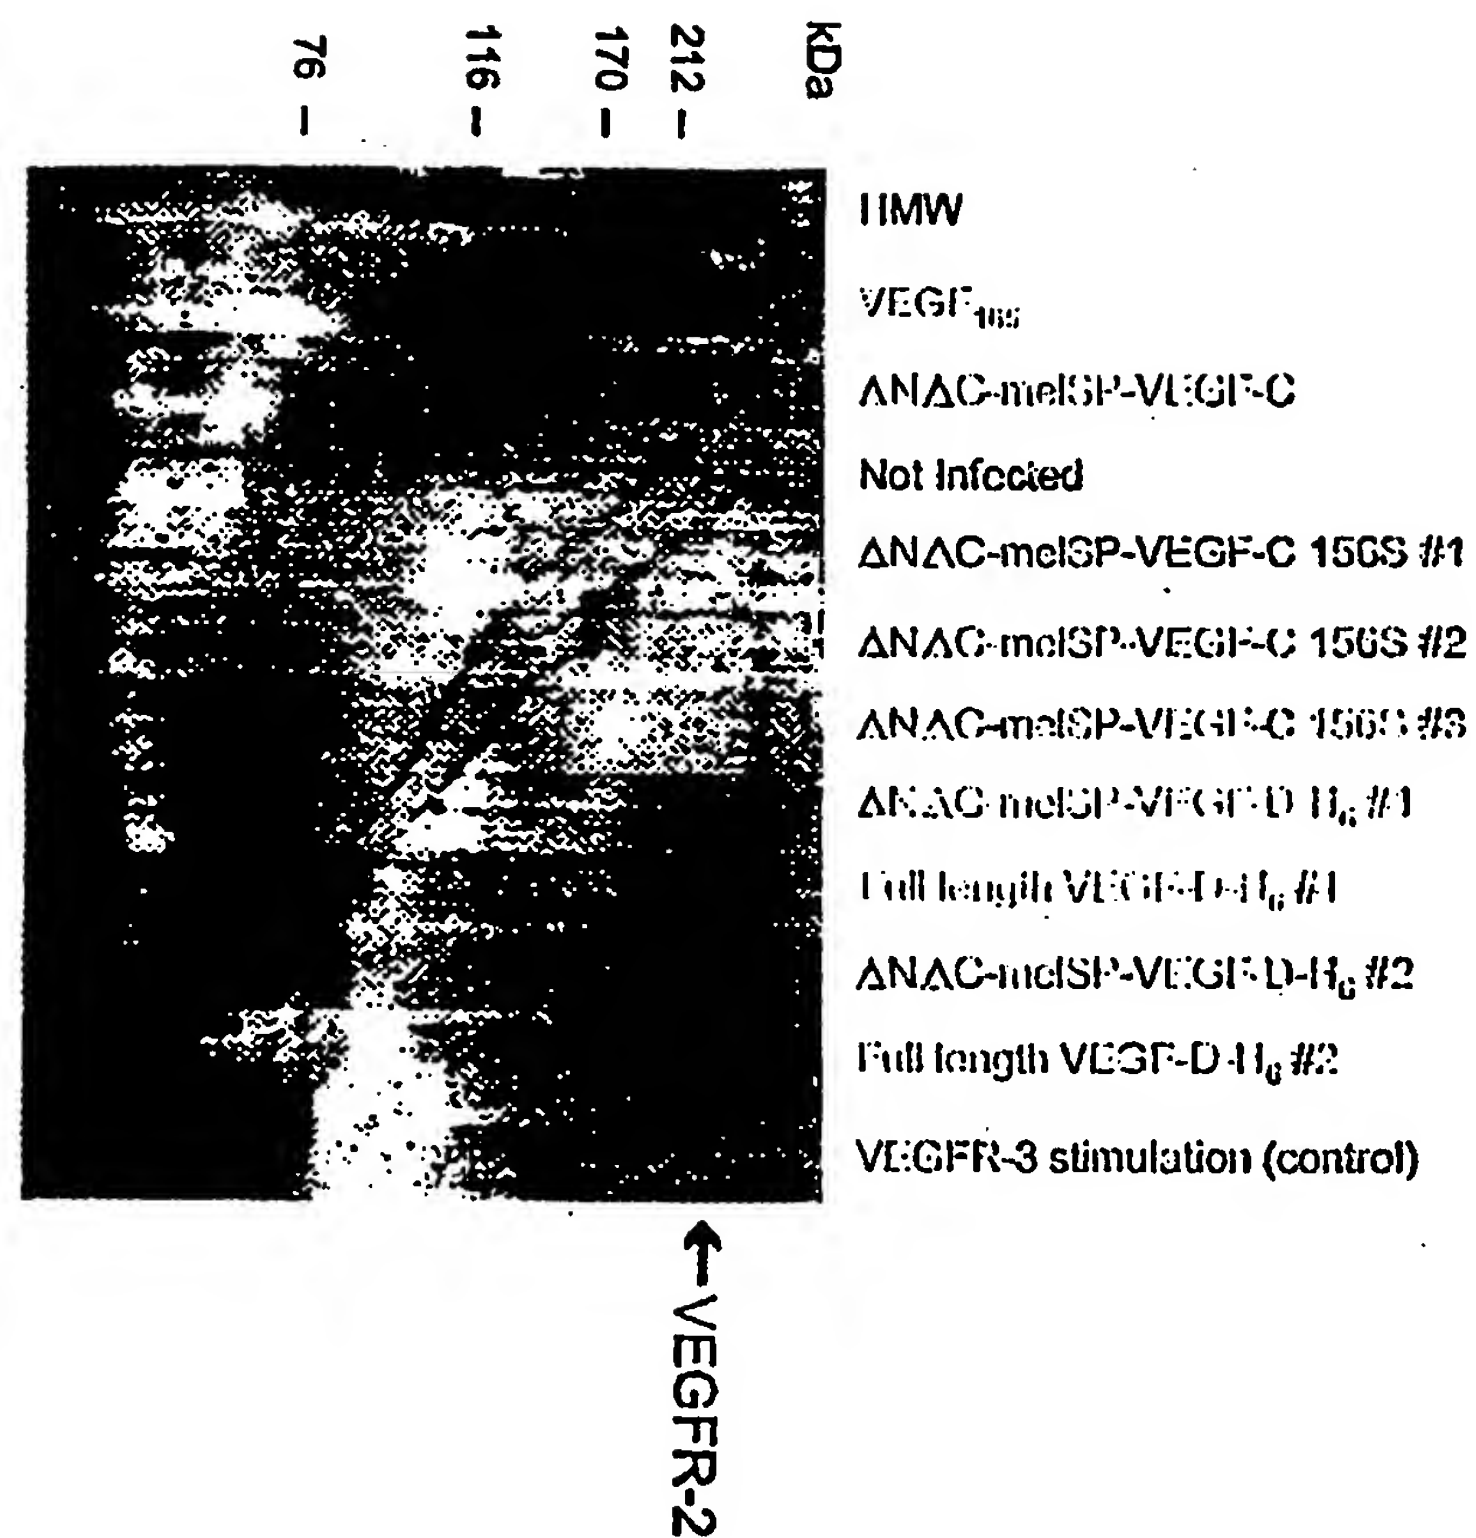 kDa
212 –
170 –
116 –
76 –
HMW
VEGF₁₆₅
ΔNΔC-melSP-VEGF-C
Not Infected
ΔNΔC-melSP-VEGF-C 156S #1
ΔNΔC-melSP-VEGF-C 156S #2
ΔNΔC-melSP-VEGF-C 156S #3
ΔNΔC-melSP-VEGF-D-H₆ #1
Full length VEGF-D-H₆ #1
ΔNΔC-melSP-VEGF-D-H₆ #2
Full length VEGF-D-H₆ #2
VEGFR-3 stimulation (control)
←VEGFR-2